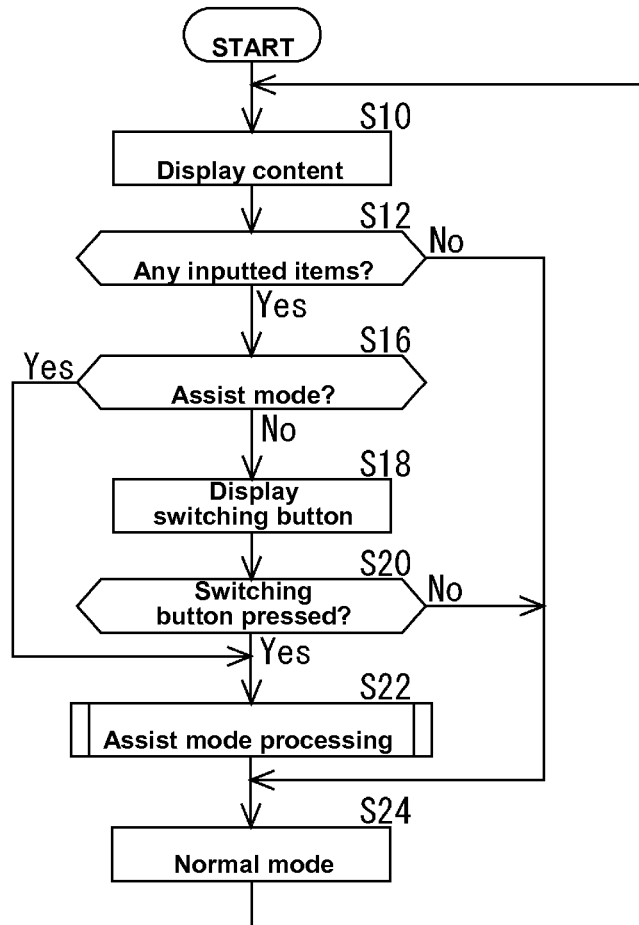 START
S10
Display content
S12
No
Any inputted items?
Yes
S16
Yes
Assist mode?
No
S18
Display
switching button
S20
No
Switching
button pressed?
Yes
S22
Assist mode processing
S24
Normal mode